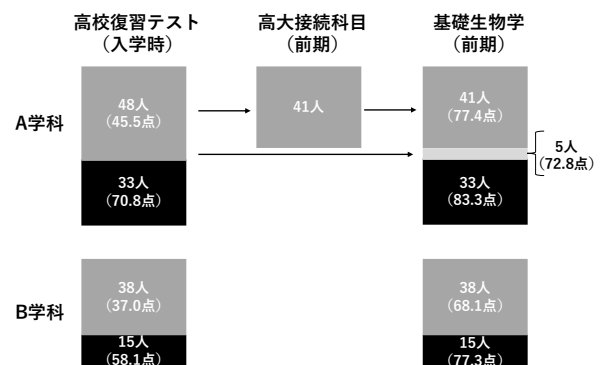 高校復習テスト
（入学時）
高大接続科目
（前期）
基礎生物学
（前期）
A学科
48人
（45.5点）
41人
41人
（77.4点）
5人
（72.8点）
33人
（70.8点）
33人
（83.3点）
B学科
38人
（37.0点）
38人
（68.1点）
15人
（58.1点）
15人
（77.3点）